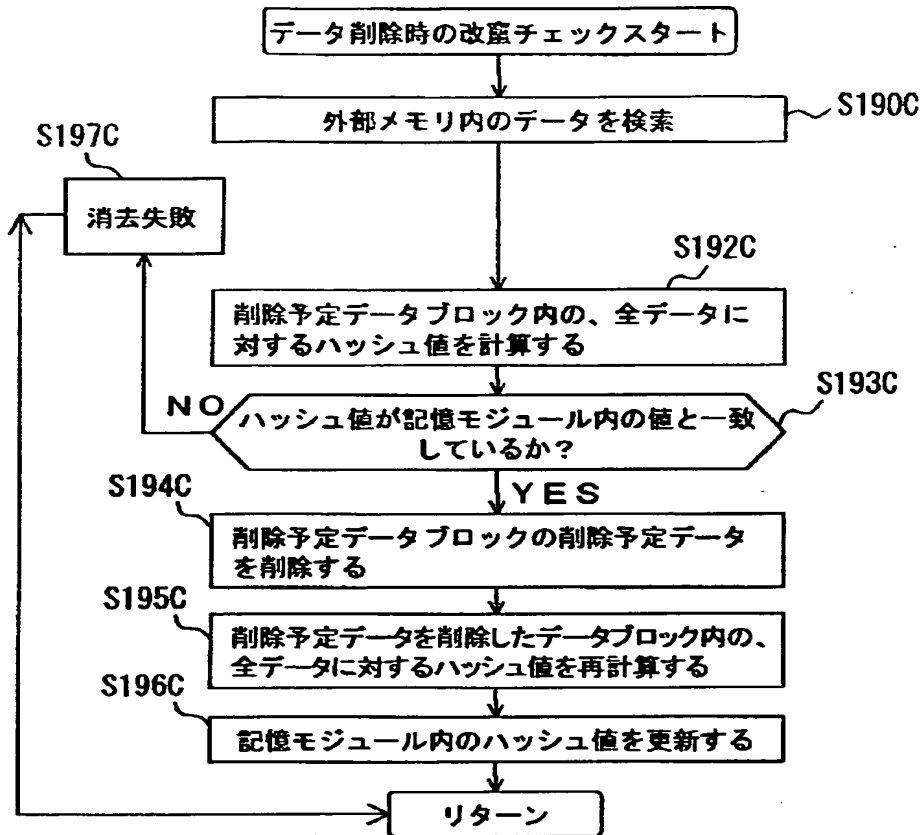 データ削除時の改竄チェックスタート
S190C
外部メモリ内のデータを検索
S197C
消去失敗
S192C
削除予定データブロック内の、全データに
対するハッシュ値を計算する
S193C
NO
ハッシュ値が記憶モジュール内の値と一致
しているか?
YES
S194C
削除予定データブロックの削除予定データ
を削除する
S195C
削除予定データを削除したデータブロック内の、
全データに対するハッシュ値を再計算する
S196C
記憶モジュール内のハッシュ値を更新する
リターン